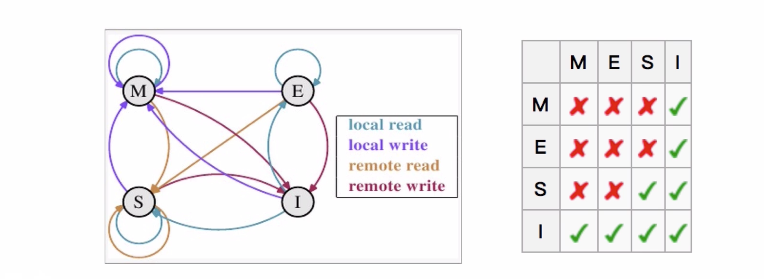 M
E
S
I
local read
local write
remote read
remote write
M E S I
M ✗ ✗ ✗ ✓
E ✗ ✗ ✗ ✓
S ✗ ✗ ✓ ✓
I ✓ ✓ ✓ ✓